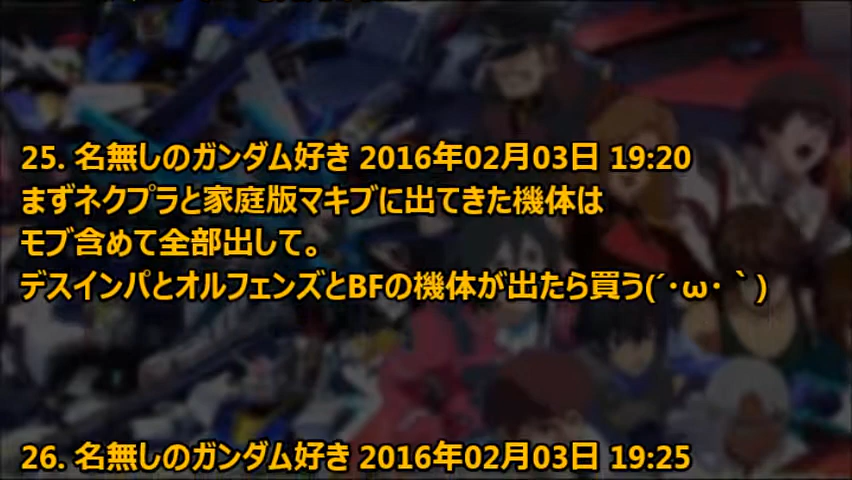 25. 名無しのガンダム好き 2016年02月03日 19:20
まずネクプラと家庭版マキブに出てきた機体は
モブ含めて全部出して。
デスインパとオルフェンズとBFの機体が出たら買う(´･ω･｀)
26. 名無しのガンダム好き 2016年02月03日 19:25